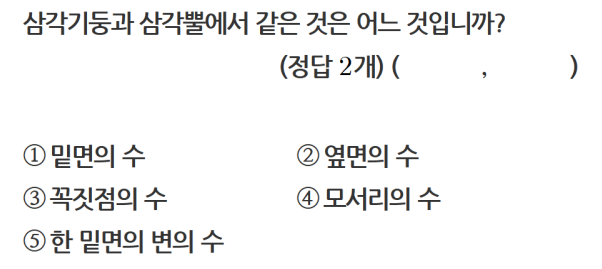 삼각기둥과 삼각뿔에서 같은 것은 어느 것입니까?
(정답 2개) ( , )
① 밑면의 수 ② 옆면의 수
③ 꼭짓점의 수 ④ 모서리의 수
⑤ 한 밑면의 변의 수